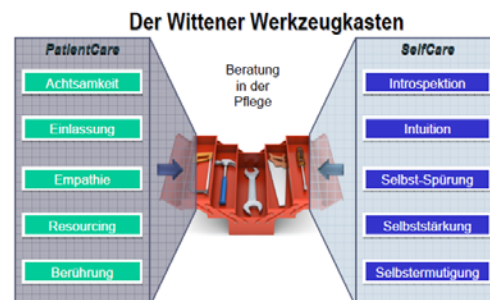 Der Wittener Werkzeugkasten
PatientCare
Achtsamkeit
Einlassung
Empathie
Resourcing
Berührung
Beratung
in der
Pflege
SelfCare
Introspektion
Intuition
Selbst-Spürung
Selbststärkung
Selbstermutigung